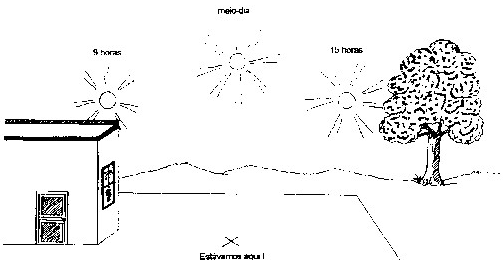 meio-dia
9 horas
15 horas
Estávamos aqui !